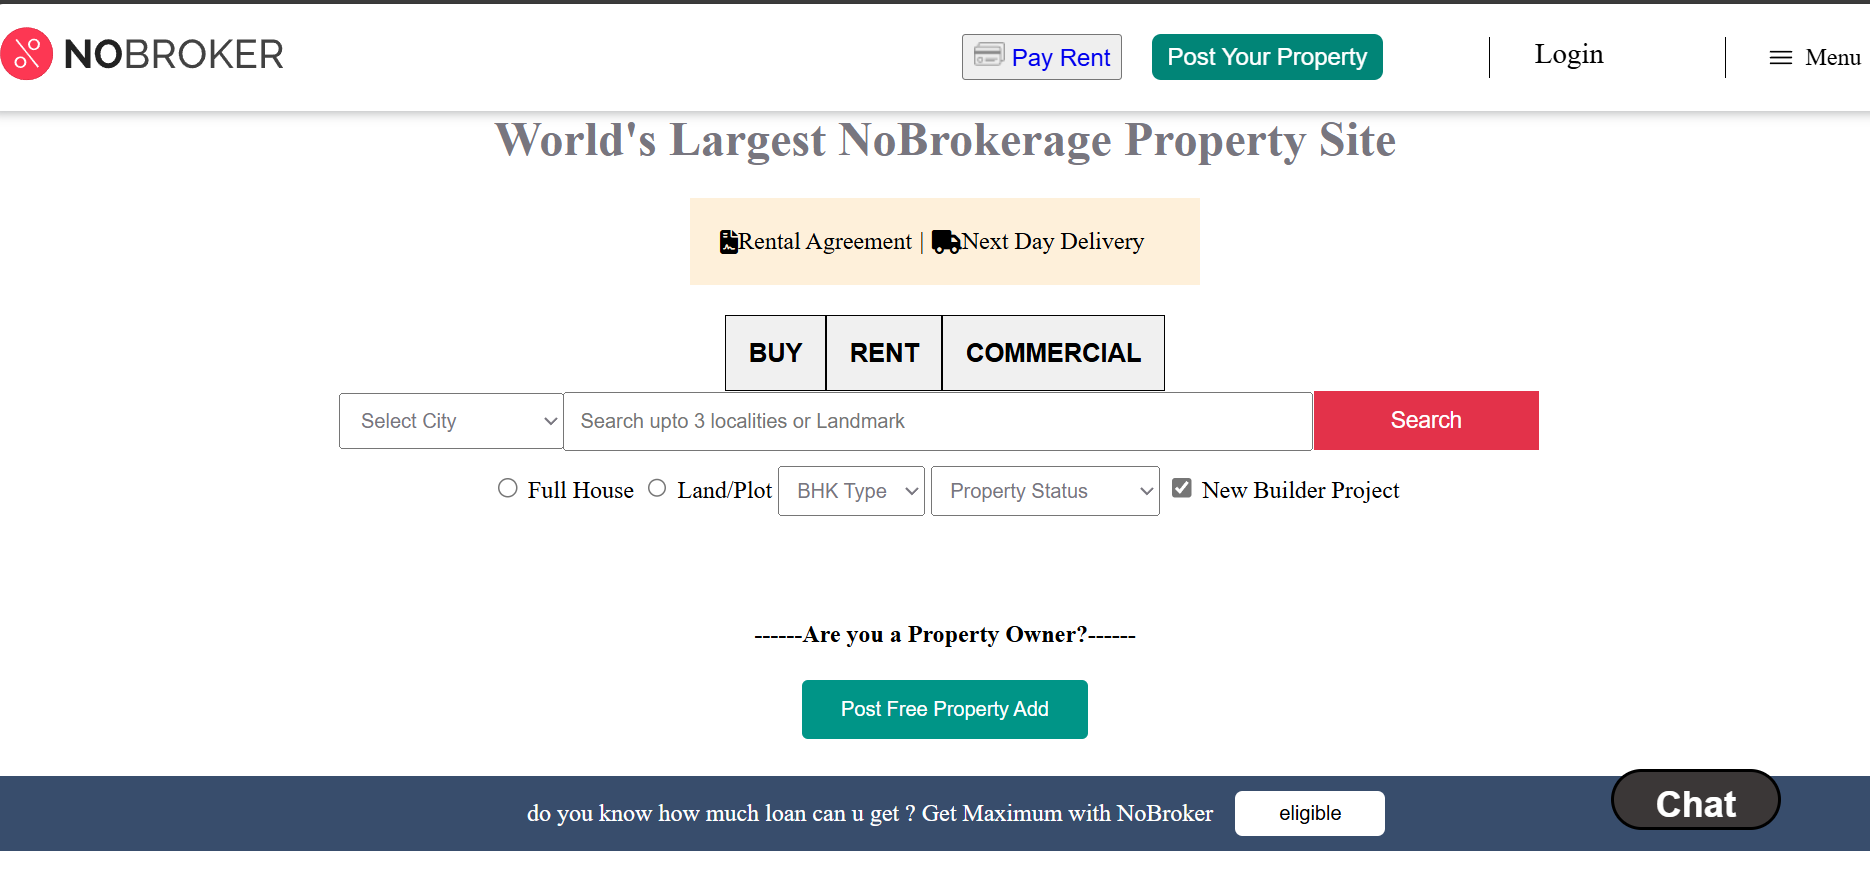 NOBROKER
Pay Rent
Post Your Property
Login
Menu
World's Largest NoBrokerage Property Site
Rental Agreement | Next Day Delivery
BUY RENT COMMERCIAL
Select City
Search upto 3 localities or Landmark
Search
Full House
Land/Plot
BHK Type
Property Status
New Builder Project
------Are you a Property Owner?------
Post Free Property Add
do you know how much loan can u get ? Get Maximum with NoBroker
eligible
Chat